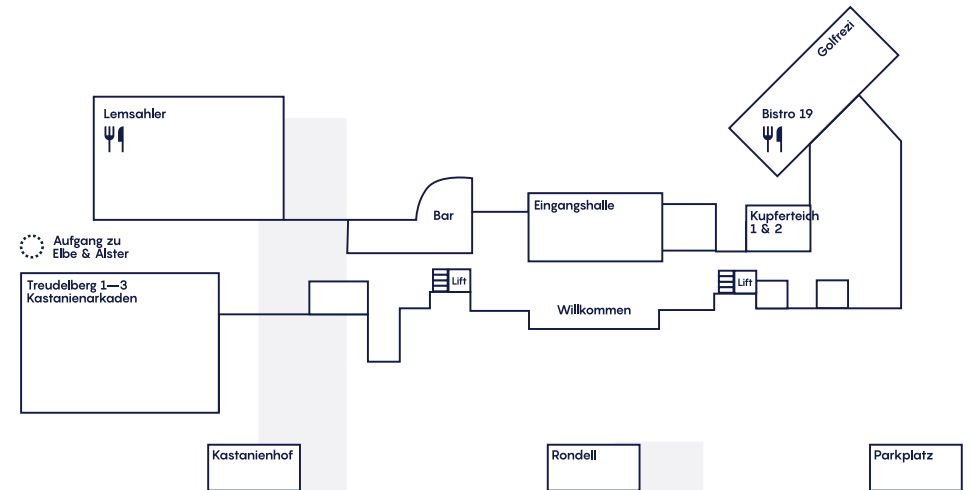 Golfrezi
Lemsahler
Bistro 19
Bar
Eingangshalle
Kupferteich
1 & 2
Aufgang zu
Elbe & Alster
Treudelberg 1—3
Kastanienarkaden
Lift
Lift
Willkommen
Kastanienhof
Rondell
Parkplatz